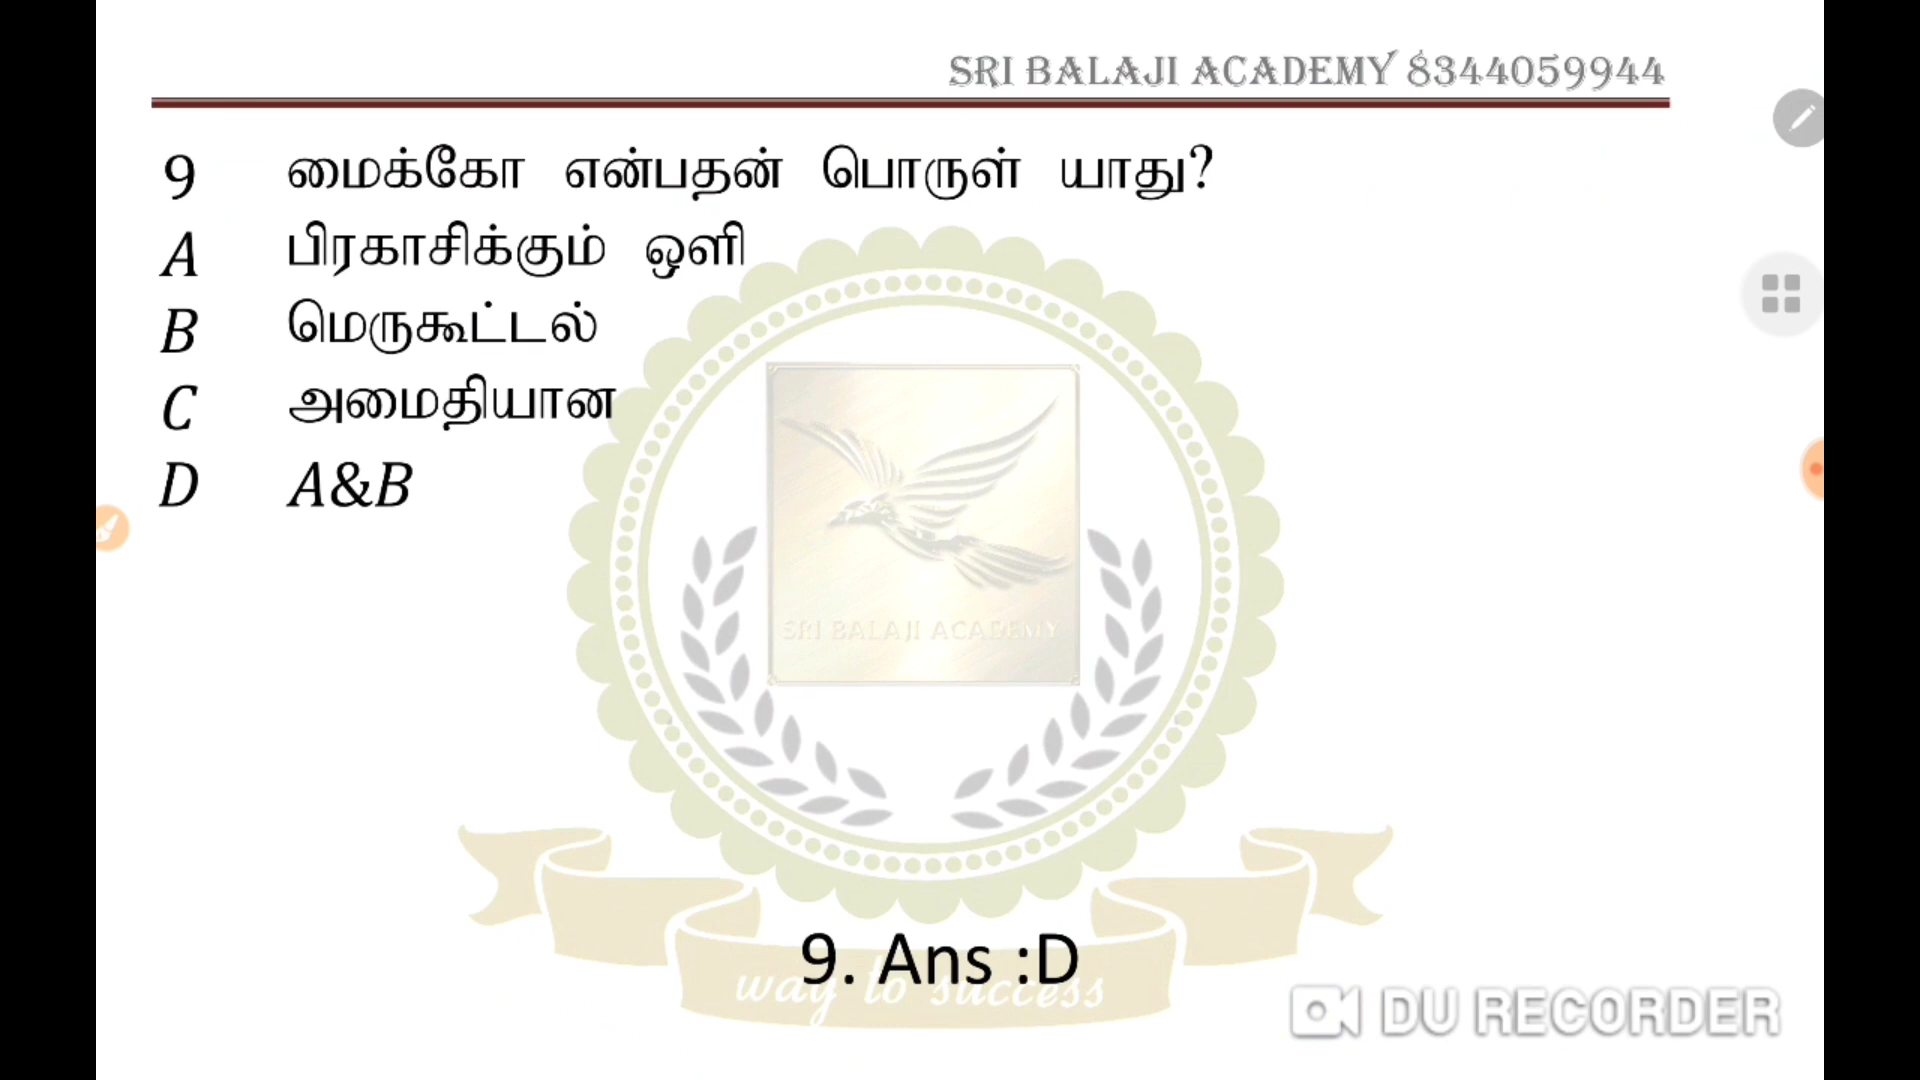 SRI BALAJI ACADEMY 8344059944
9 மைக்கோ என்பதன் பொருள் யாது?
A பிரகாசிக்கும் ஒளி
B மெருகூட்டல்
C அமைதியான
D A&B
SRI BALAJI ACADEMY
9. Ans :D
way to success
DU RECORDER